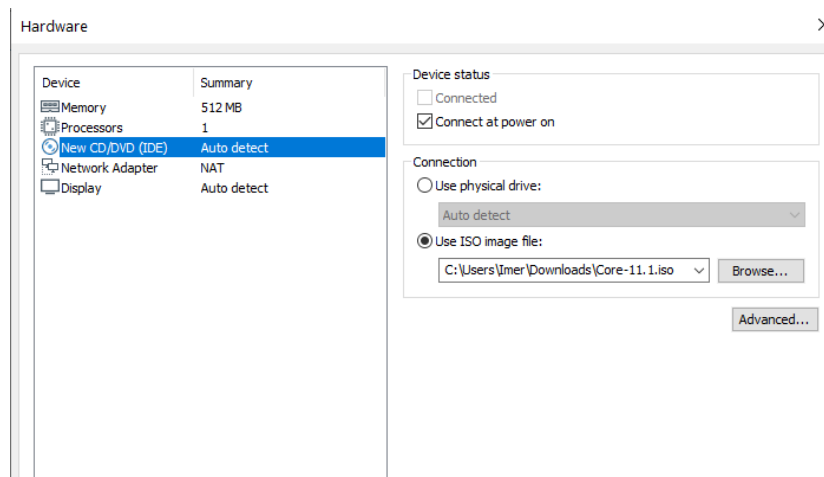 Hardware
Device Summary
Memory 512 MB
Processors 1
New CD/DVD (IDE) Auto detect
Network Adapter NAT
Display Auto detect
Device status
Connected
Connect at power on
Connection
Use physical drive:
Auto detect
Use ISO image file:
C:\Users\Imer\Downloads\Core-11.1.iso Browse...
Advanced...